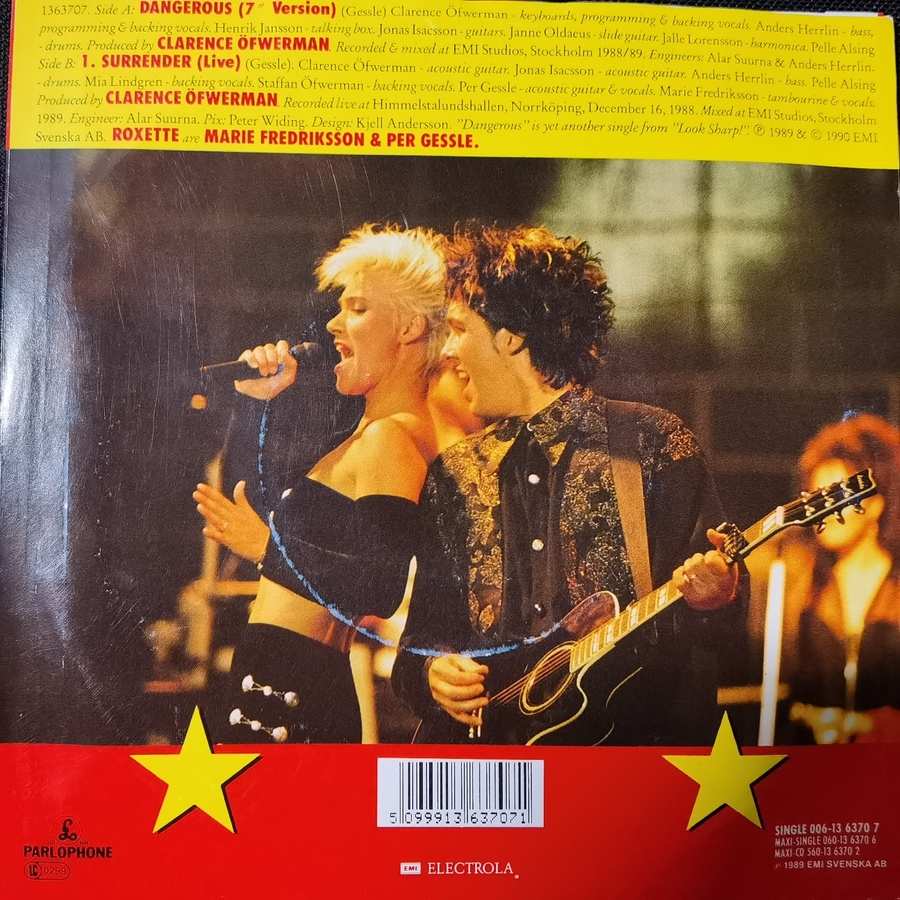 1363707. Side A: DANGEROUS (7" Version) (Gessle) Clarence Öfwerman - keyboards, programming & backing vocals. Anders Herrlin - bass,
programming & backing vocals. Henrik Jansson - talking box. Jonas Isacsson - guitars. Janne Oldaeus - slide guitar. Jalle Lorensson - harmonica. Pelle Alsing
- drums. Produced by CLARENCE ÖFWERMAN. Recorded & mixed at EMI Studios, Stockholm 1988/89. Engineers: Alar Suurna & Anders Herrlin.
Side B: 1. SURRENDER (Live) (Gessle). Clarence Öfwerman - acoustic guitar. Jonas Isacsson - acoustic guitar. Anders Herrlin - bass. Pelle Alsing
- drums. Mia Lindgren - backing vocals. Staffan Öfwerman - backing vocals. Per Gessle - acoustic guitar & vocals. Marie Fredriksson - tambourine & vocals.
Produced by CLARENCE ÖFWERMAN. Recorded live at Himmelstalundshallen, Norrköping, December 16, 1988. Mixed at EMI Studios, Stockholm
1989. Engineer: Alar Suurna. Pix: Peter Widing. Design: Kjell Andersson. "Dangerous" is yet another single from "Look Sharp!". ℗ 1989 & © 1990 EMI
Svenska AB. ROXETTE are MARIE FREDRIKSSON & PER GESSLE.
5 099913 637071
PARLOPHONE
LC 0299
EMI ELECTROLA
SINGLE 006-13 6370 7
MAXI-SINGLE 060-13 6370 6
MAXI-CD 560-13 6370 2
℗ 1989 EMI SVENSKA AB